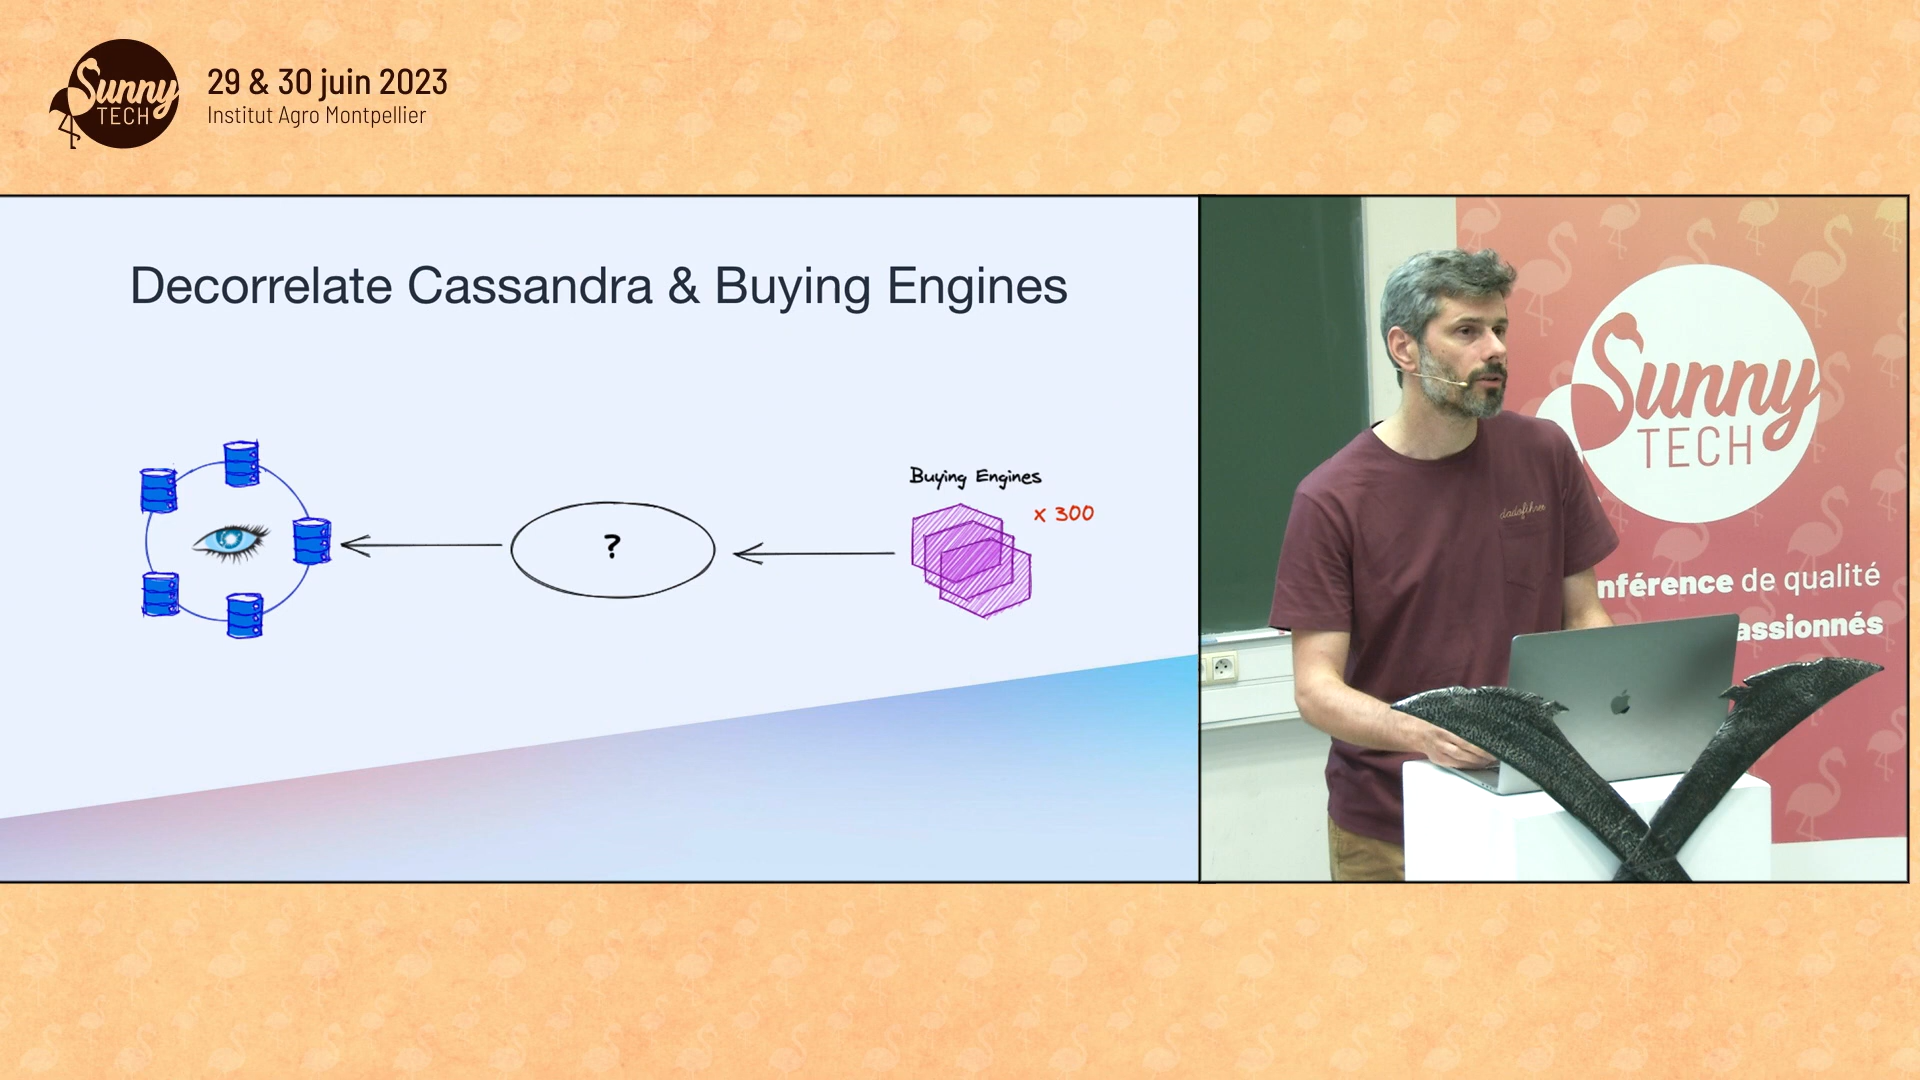 Sunny
TECH
29 & 30 juin 2023
Institut Agro Montpellier
Decorrelate Cassandra & Buying Engines
?
Buying Engines
x 300
Sunny
TECH
nférence de qualité
assionnés